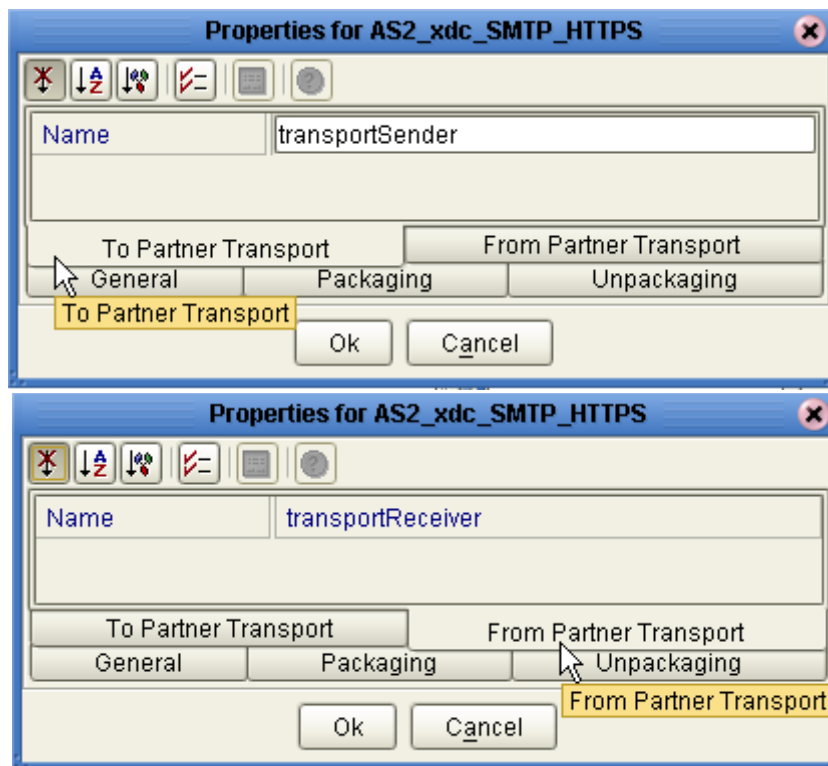 Properties for AS2_xdc_SMTP_HTTPS
Name transportSender
To Partner Transport From Partner Transport
General Packaging Unpackaging
To Partner Transport
Ok Cancel
Properties for AS2_xdc_SMTP_HTTPS
Name transportReceiver
To Partner Transport From Partner Transport
General Packaging Unpackaging
From Partner Transport
Ok Cancel